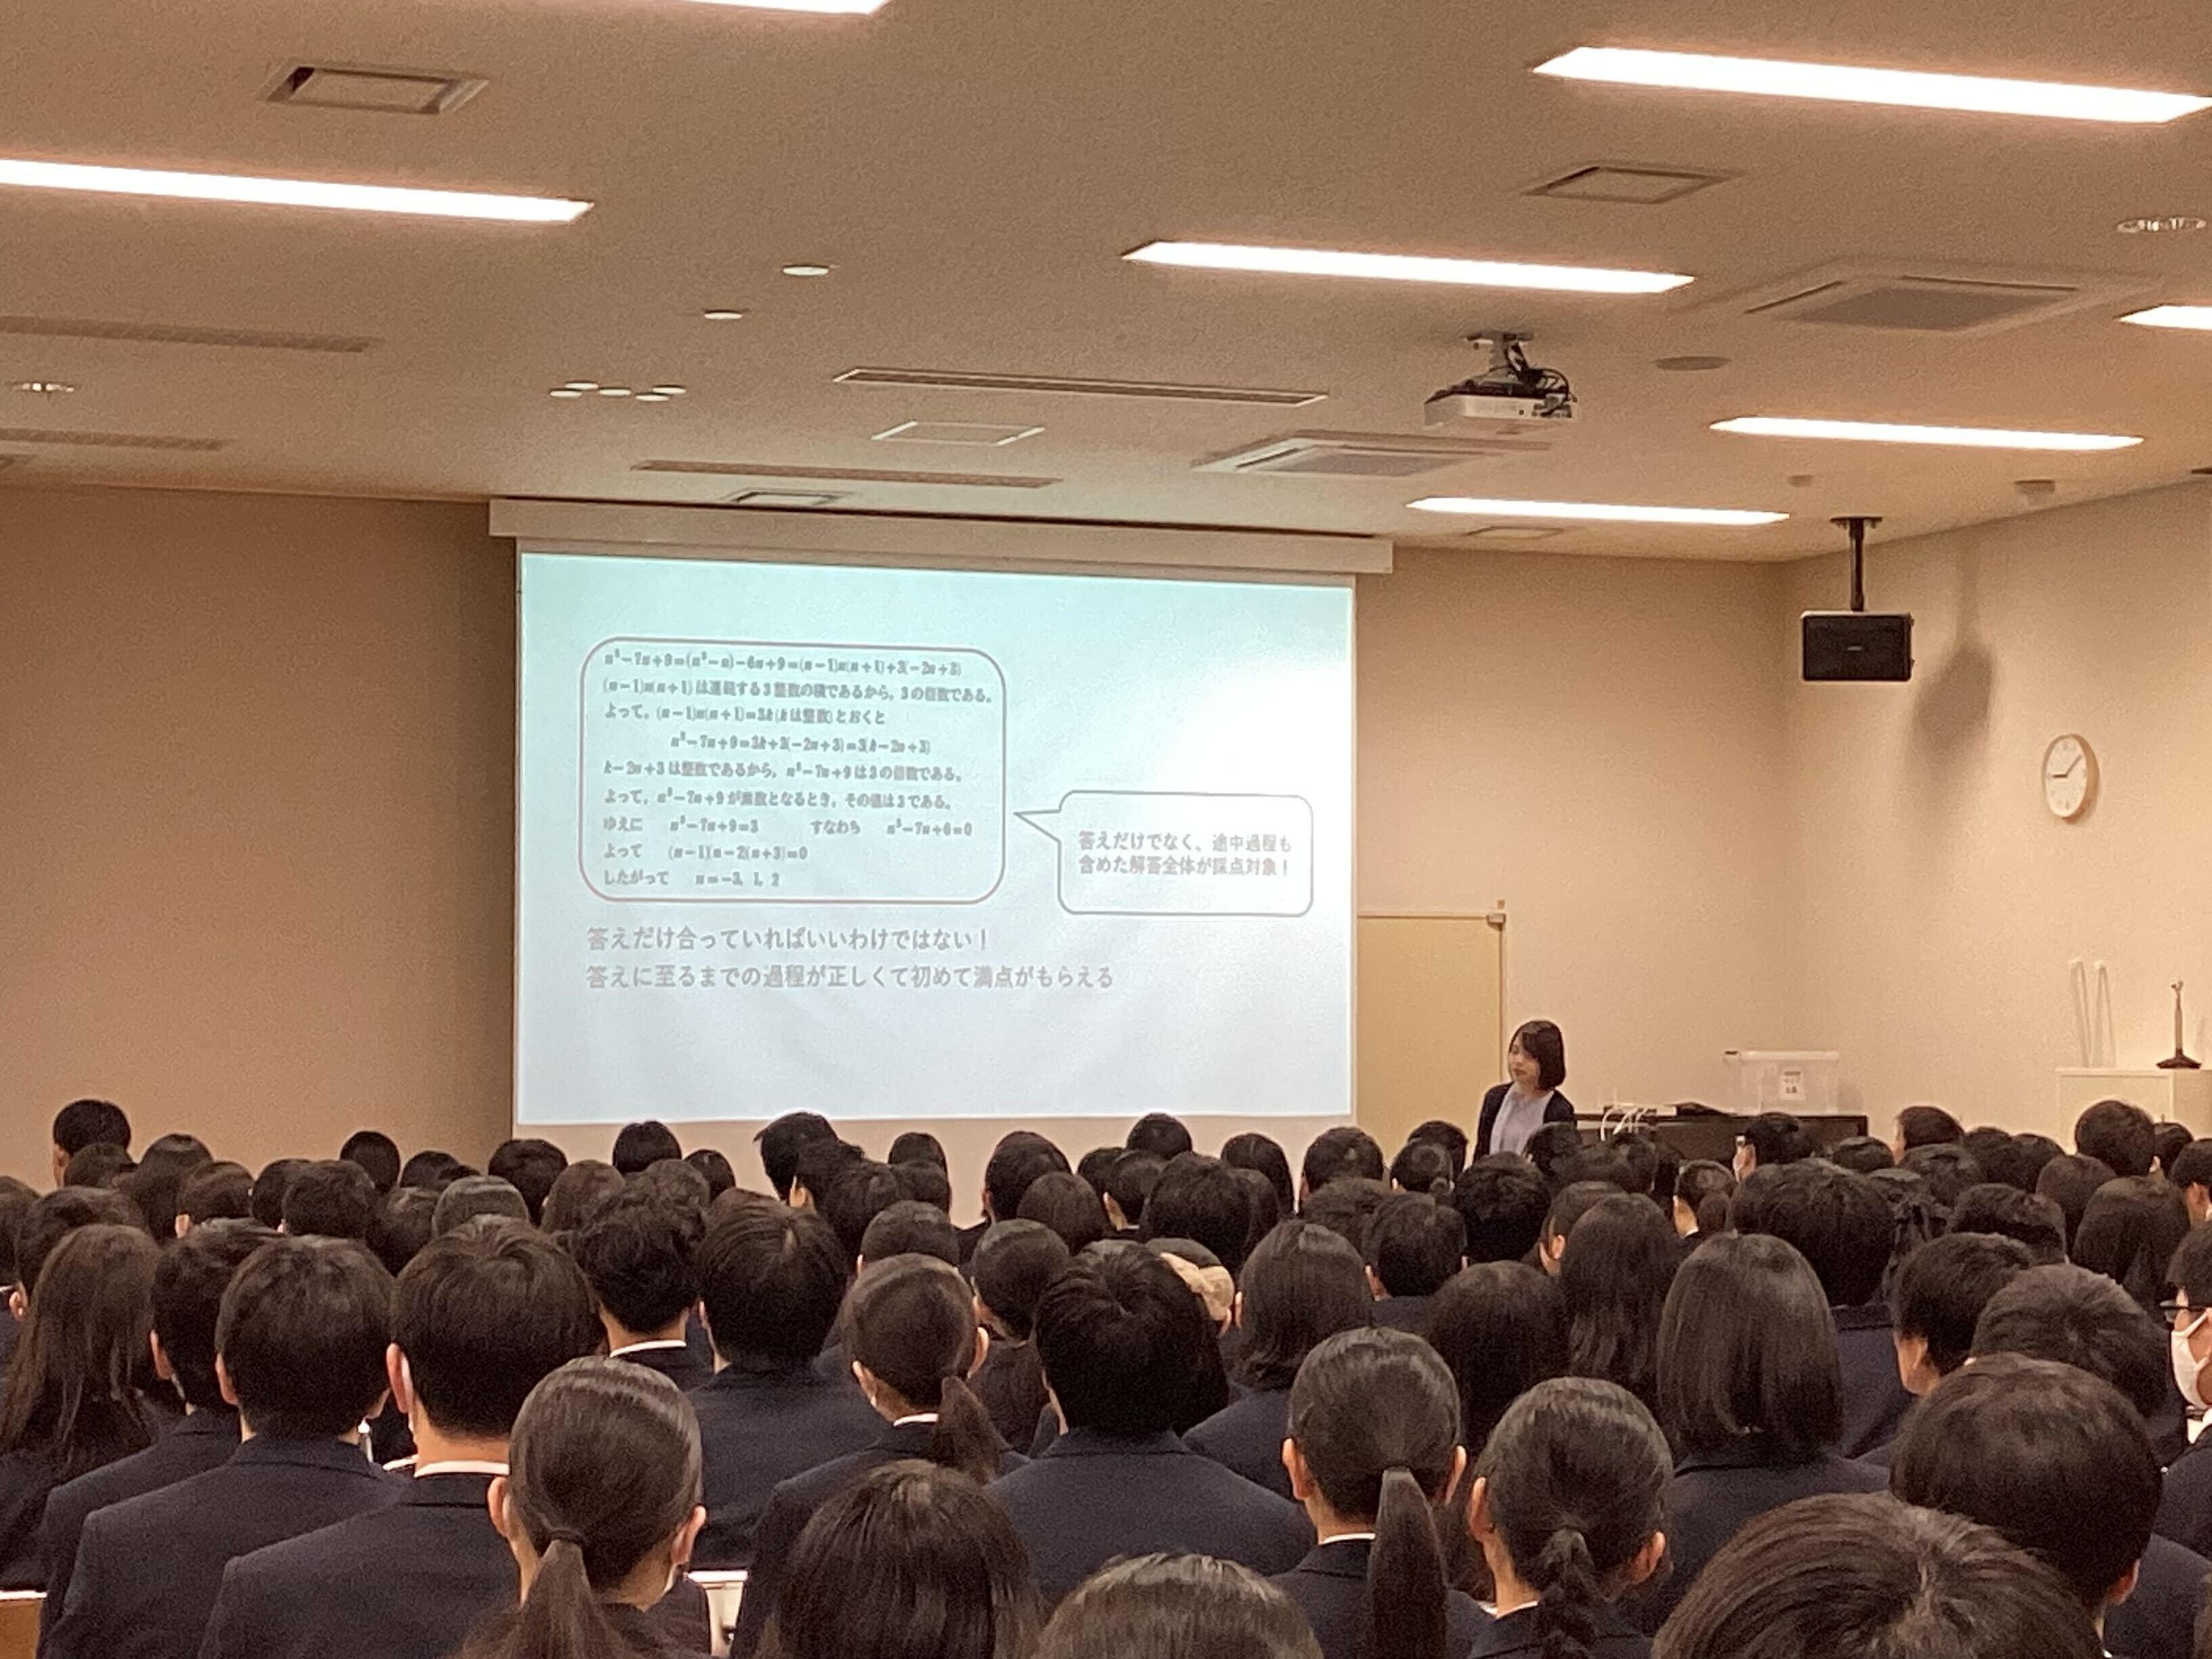 n³−7n+9=(n³−n)−6n+9=(n−1)n(n+1)+3(−2n+3)
(n−1)n(n+1)は連続する3整数の積であるから，3の倍数である。
よって，(n−1)n(n+1)=3k(kは整数)とおくと
n³−7n+9=3k+3(−2n+3)=3(k−2n+3)
k−2n+3は整数であるから，n³−7n+9は3の倍数である。
よって，n³−7n+9が素数となるとき，その値は3である。
ゆえに　n³−7n+9=3　すなわち　n³−7n+6=0
よって　(n−1)(n−2)(n+3)=0
したがって　n=−3, 1, 2
答えだけでなく、途中過程も
含めた解答全体が採点対象！
答えだけ合っていればいいわけではない！
答えに至るまでの過程が正しくて初めて満点がもらえる